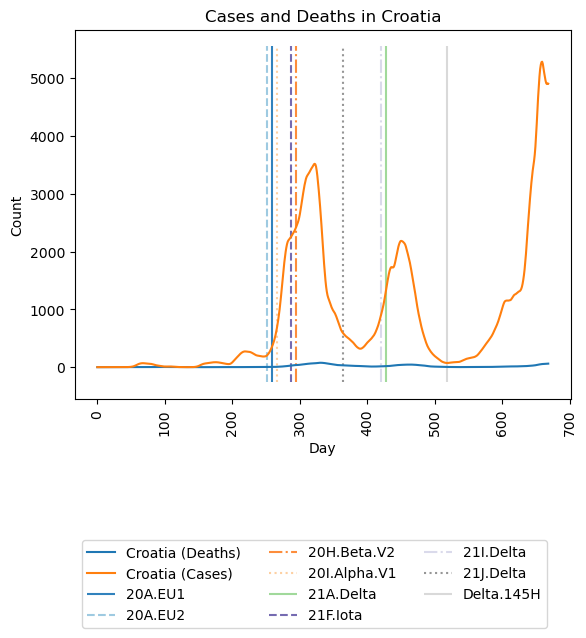 Cases and Deaths in Croatia
Count
5000
4000
3000
2000
1000
0
0 100 200 300 400 500 600 700
Day
Croatia (Deaths) 20H.Beta.V2 21I.Delta
Croatia (Cases) 20I.Alpha.V1 21J.Delta
20A.EU1 21A.Delta Delta.145H
20A.EU2 21F.Iota